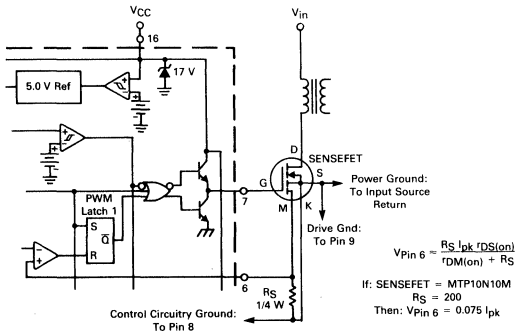 VCC
Vin
16
17 V
5.0 V Ref
D
SENSEFET
S
Power Ground:
To Input Source
Return
G
7
M
K
PWM
Latch 1
S
Q
R
Drive Gnd:
To Pin 9
VPin 6 ≈ RS Ipk rDS(on)
rDM(on) + RS
6
RS
1/4 W
If: SENSEFET = MTP10N10M
RS = 200
Then: VPin 6 = 0.075 Ipk
Control Circuitry Ground:
To Pin 8